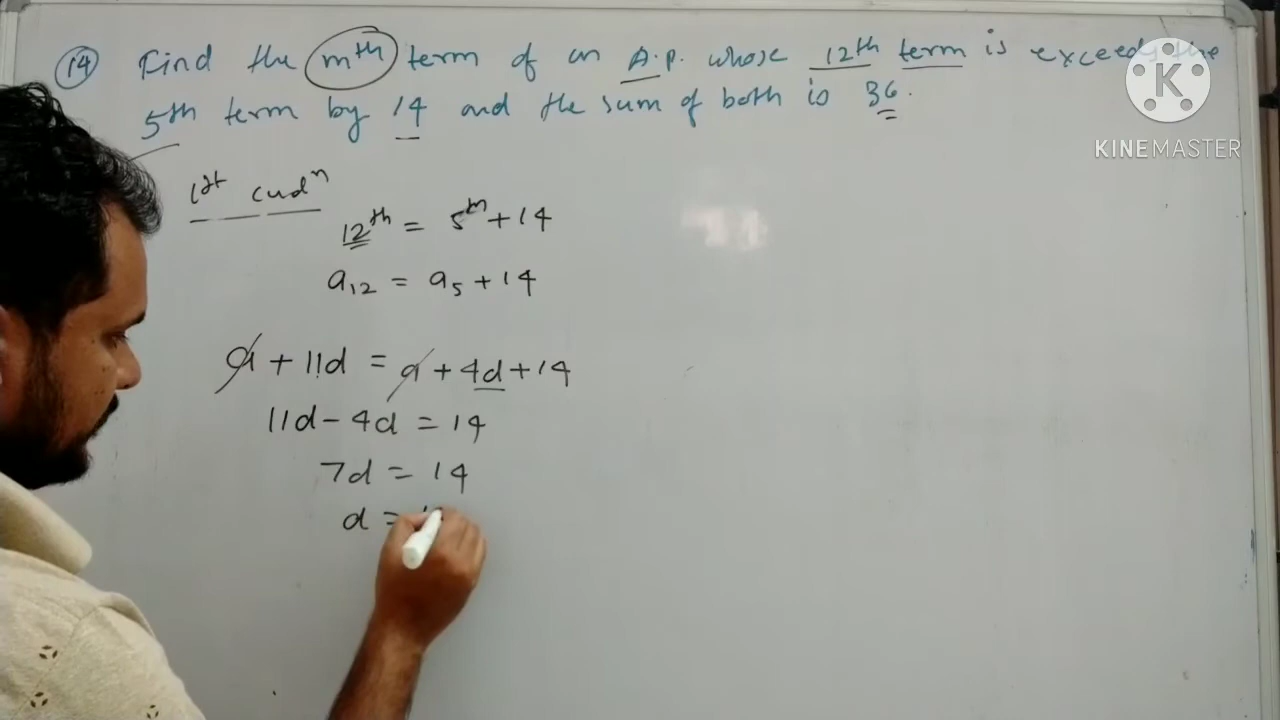 14 Find the mth term of an A.P. whose 12th term is exceeds the
5th term by 14 and the sum of both is 36.
K
KINEMASTER
1st condn
12th = 5th + 14
a12 = a5 + 14
a + 11d = a + 4d + 14
11d - 4d = 14
7d = 14
d =